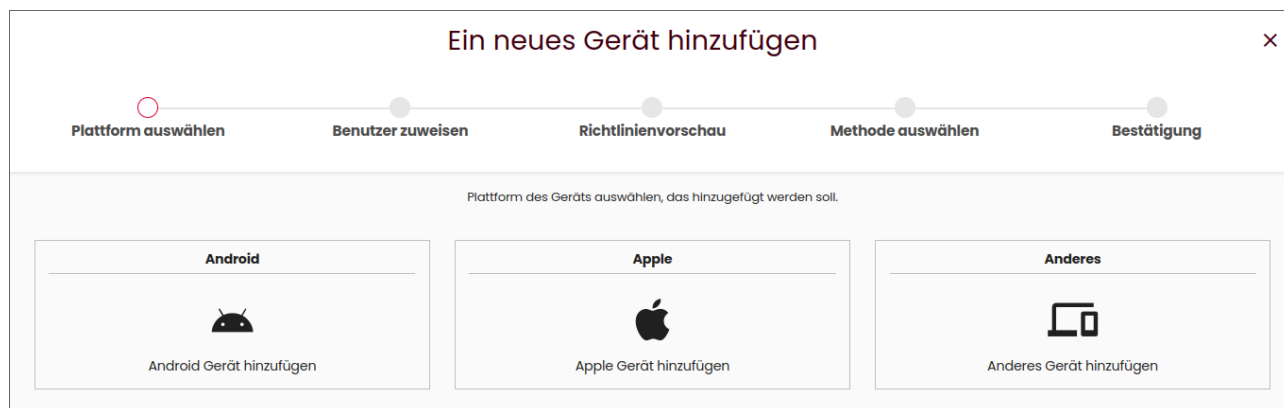 Ein neues Gerät hinzufügen
Plattform auswählen Benutzer zuweisen Richtlinienvorschau Methode auswählen Bestätigung
Plattform des Geräts auswählen, das hinzugefügt werden soll.
Android Apple Anderes
Android Gerät hinzufügen Apple Gerät hinzufügen Anderes Gerät hinzufügen